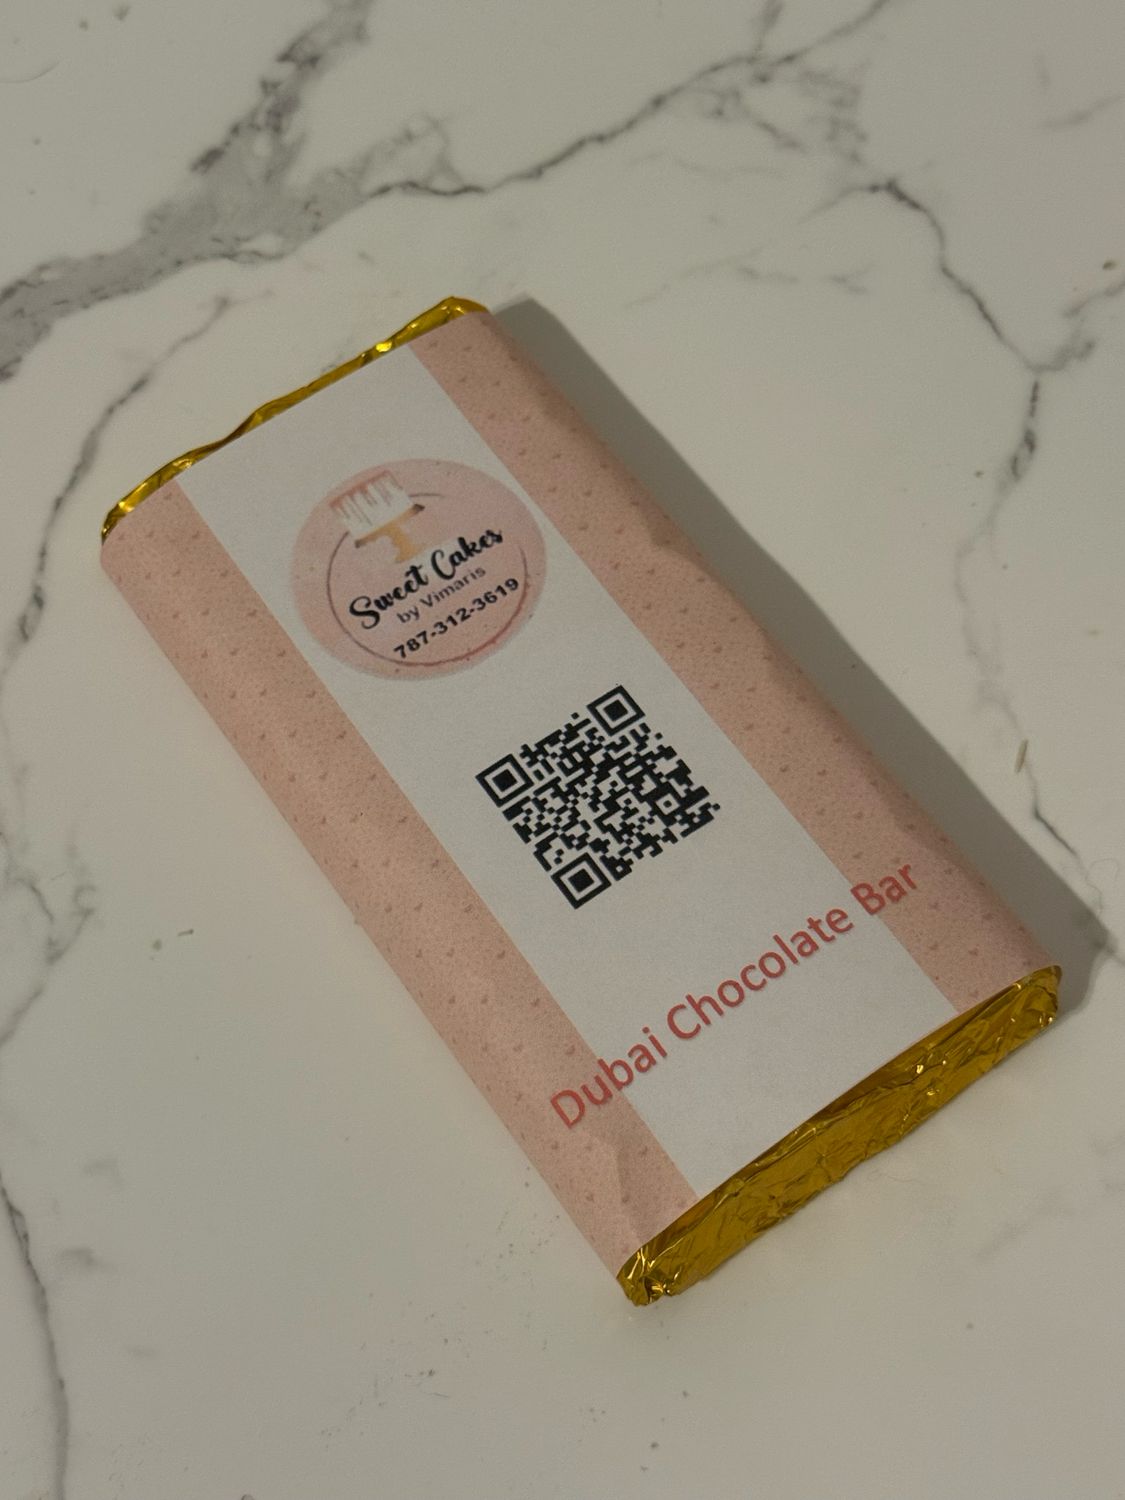 Sweet Cakes
by Vimaris
787-312-3619
Dubai Chocolate Bar